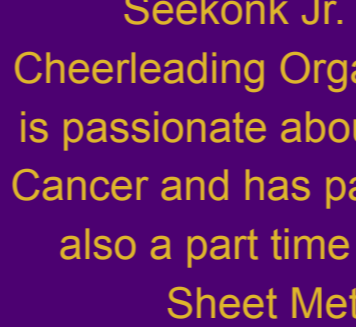 Seekonk Jr.
Cheerleading Orga
is passionate abou
Cancer and has pa
also a part time
Sheet Met